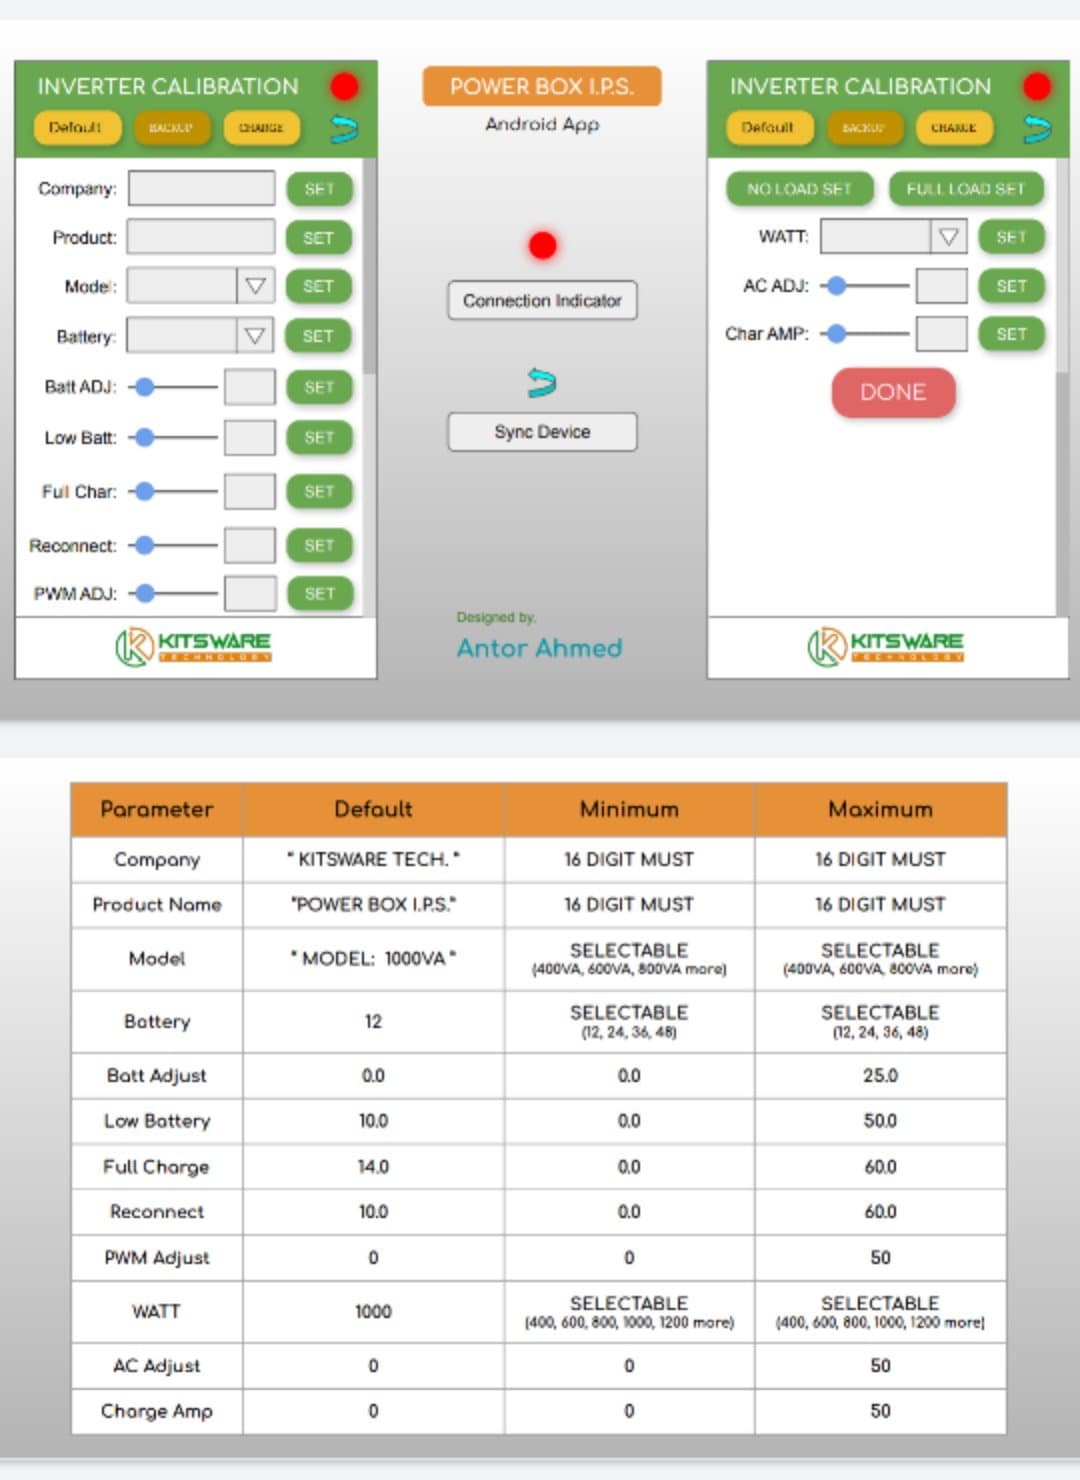 INVERTER CALIBRATION
Default BACKUP CHARGE
Company: SET
Product: SET
Model: SET
Battery: SET
Batt ADJ: SET
Low Batt: SET
Full Char: SET
Reconnect: SET
PWM ADJ: SET
KITSWARE
TECHNOLOGY
POWER BOX I.P.S.
Android App
Connection Indicator
Sync Device
Designed by,
Antor Ahmed
INVERTER CALIBRATION
Default BACKUP CHARGE
NO LOAD SET FULL LOAD SET
WATT: SET
AC ADJ: SET
Char AMP: SET
DONE
KITSWARE
TECHNOLOGY
Parameter Default Minimum Maximum
Company " KITSWARE TECH. " 16 DIGIT MUST 16 DIGIT MUST
Product Name "POWER BOX I.P.S." 16 DIGIT MUST 16 DIGIT MUST
Model " MODEL: 1000VA " SELECTABLE (400VA, 600VA, 800VA more) SELECTABLE (400VA, 600VA, 800VA more)
Battery 12 SELECTABLE (12, 24, 36, 48) SELECTABLE (12, 24, 36, 48)
Batt Adjust 0.0 0.0 25.0
Low Battery 10.0 0.0 50.0
Full Charge 14.0 0.0 60.0
Reconnect 10.0 0.0 60.0
PWM Adjust 0 0 50
WATT 1000 SELECTABLE (400, 600, 800, 1000, 1200 more) SELECTABLE (400, 600, 800, 1000, 1200 more)
AC Adjust 0 0 50
Charge Amp 0 0 50